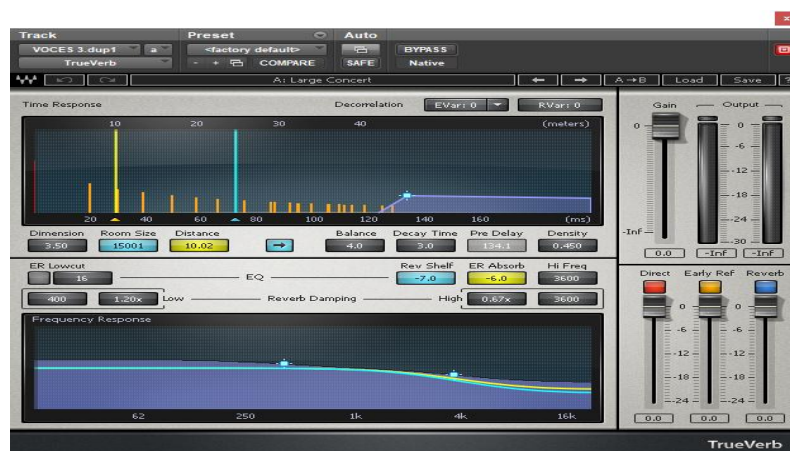 Track Preset Auto
VOCES 3.dup1 a <factory default> BYPASS
TrueVerb - + COMPARE SAFE Native
A: Large Concert A→B Load Save ?
Time Response Decorrelation EVar: 0 RVar: 0 Gain Output
10 20 30 40 (meters)
20 40 60 80 100 120 140 160 (ms)
0 0
-6
-12
-18
-24
-Inf -30
Dimension Room Size Distance Balance Decay Time Pre Delay Density
3.50 15001 10.02 → 4.0 3.0 134.1 0.450 0.0 -Inf -Inf
ER Lowcut Rev Shelf ER Absorb Hi Freq Direct Early Ref Reverb
16 EQ -7.0 -6.0 3600
400 1.20x Low Reverb Damping High 0.67x 3600
Frequency Response
0 0
-6 -6
-12 -12
-18 -18
-24 -24
62 250 1k 4k 16k
0.0 0.0 0.0
TrueVerb